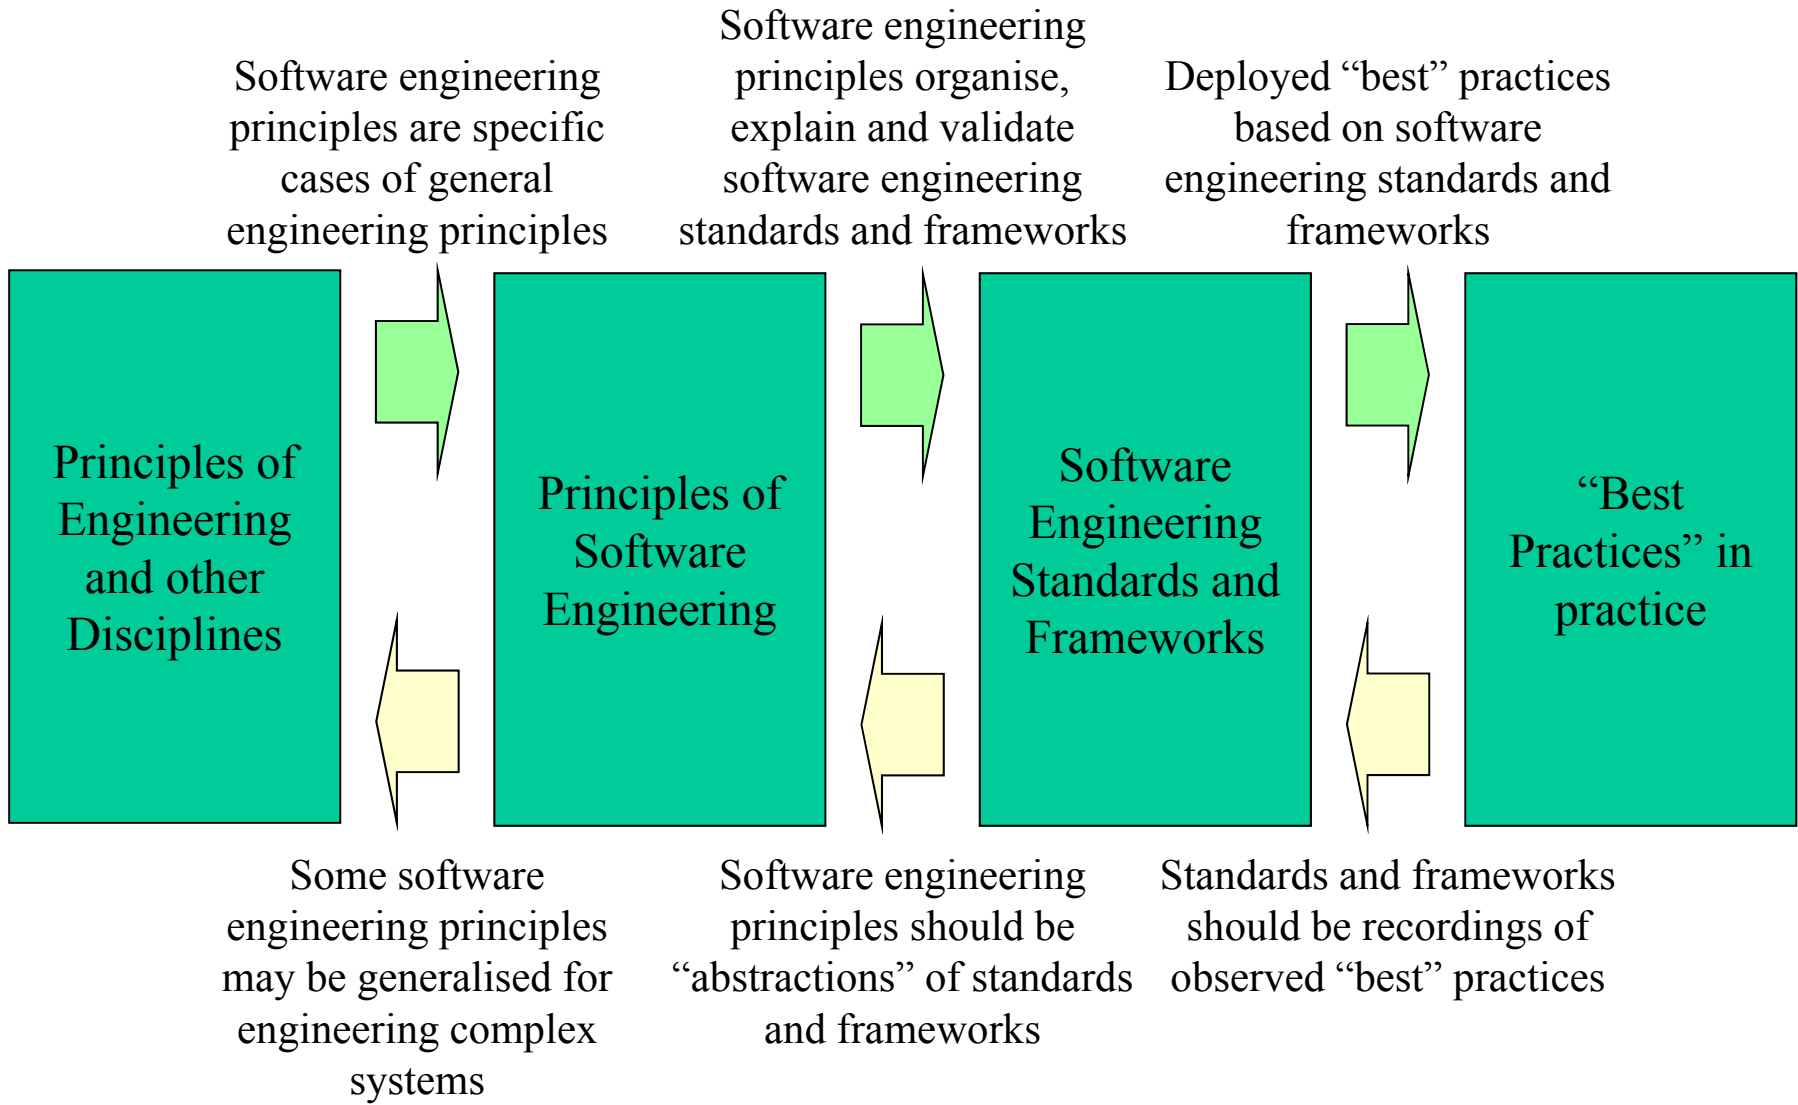 Software engineering
principles are specific
cases of general
engineering principles
Software engineering
principles organise,
explain and validate
software engineering
standards and frameworks
Deployed “best” practices
based on software
engineering standards and
frameworks
Principles of
Engineering
and other
Disciplines
Principles of
Software
Engineering
Software
Engineering
Standards and
Frameworks
“Best
Practices” in
practice
Some software
engineering principles
may be generalised for
engineering complex
systems
Software engineering
principles should be
“abstractions” of standards
and frameworks
Standards and frameworks
should be recordings of
observed “best” practices